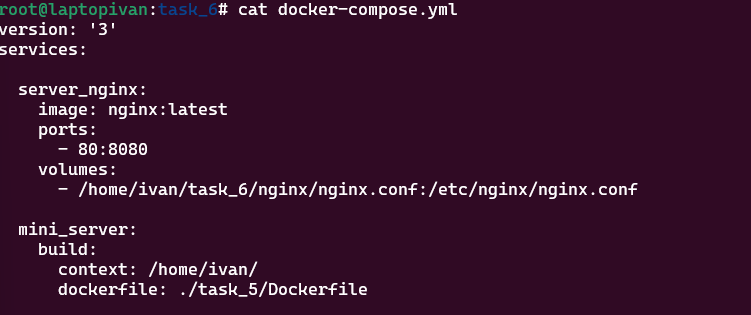 root@laptopivan:task_6# cat docker-compose.yml
version: '3'
services:
  server_nginx:
    image: nginx:latest
    ports:
      - 80:8080
    volumes:
      - /home/ivan/task_6/nginx/nginx.conf:/etc/nginx/nginx.conf
  mini_server:
    build:
      context: /home/ivan/
      dockerfile: ./task_5/Dockerfile